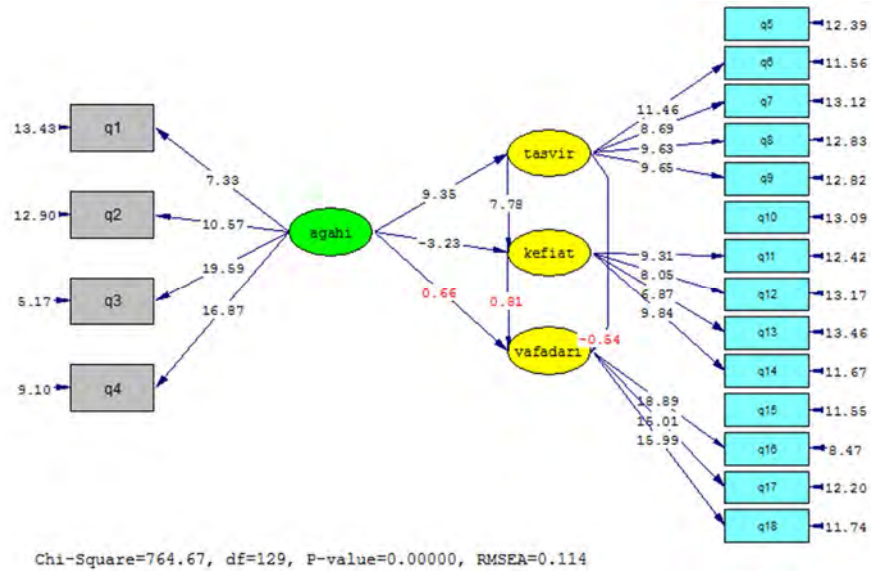 q1
13.43
q2
12.90
q3
5.17
q4
9.10
7.33
10.57
19.59
16.87
agahi
9.35
-3.23
0.66
tasvir
7.78
kefiat
0.81
vafadari
-0.54
11.46
8.69
9.63
9.65
9.31
8.05
6.87
9.84
18.89
15.01
15.99
q5 12.39
q6 11.56
q7 13.12
q8 12.83
q9 12.82
q10 13.09
q11 12.42
q12 13.17
q13 13.46
q14 11.67
q15 11.55
q16 8.47
q17 12.20
q18 11.74
Chi-Square=764.67, df=129, P-value=0.00000, RMSEA=0.114